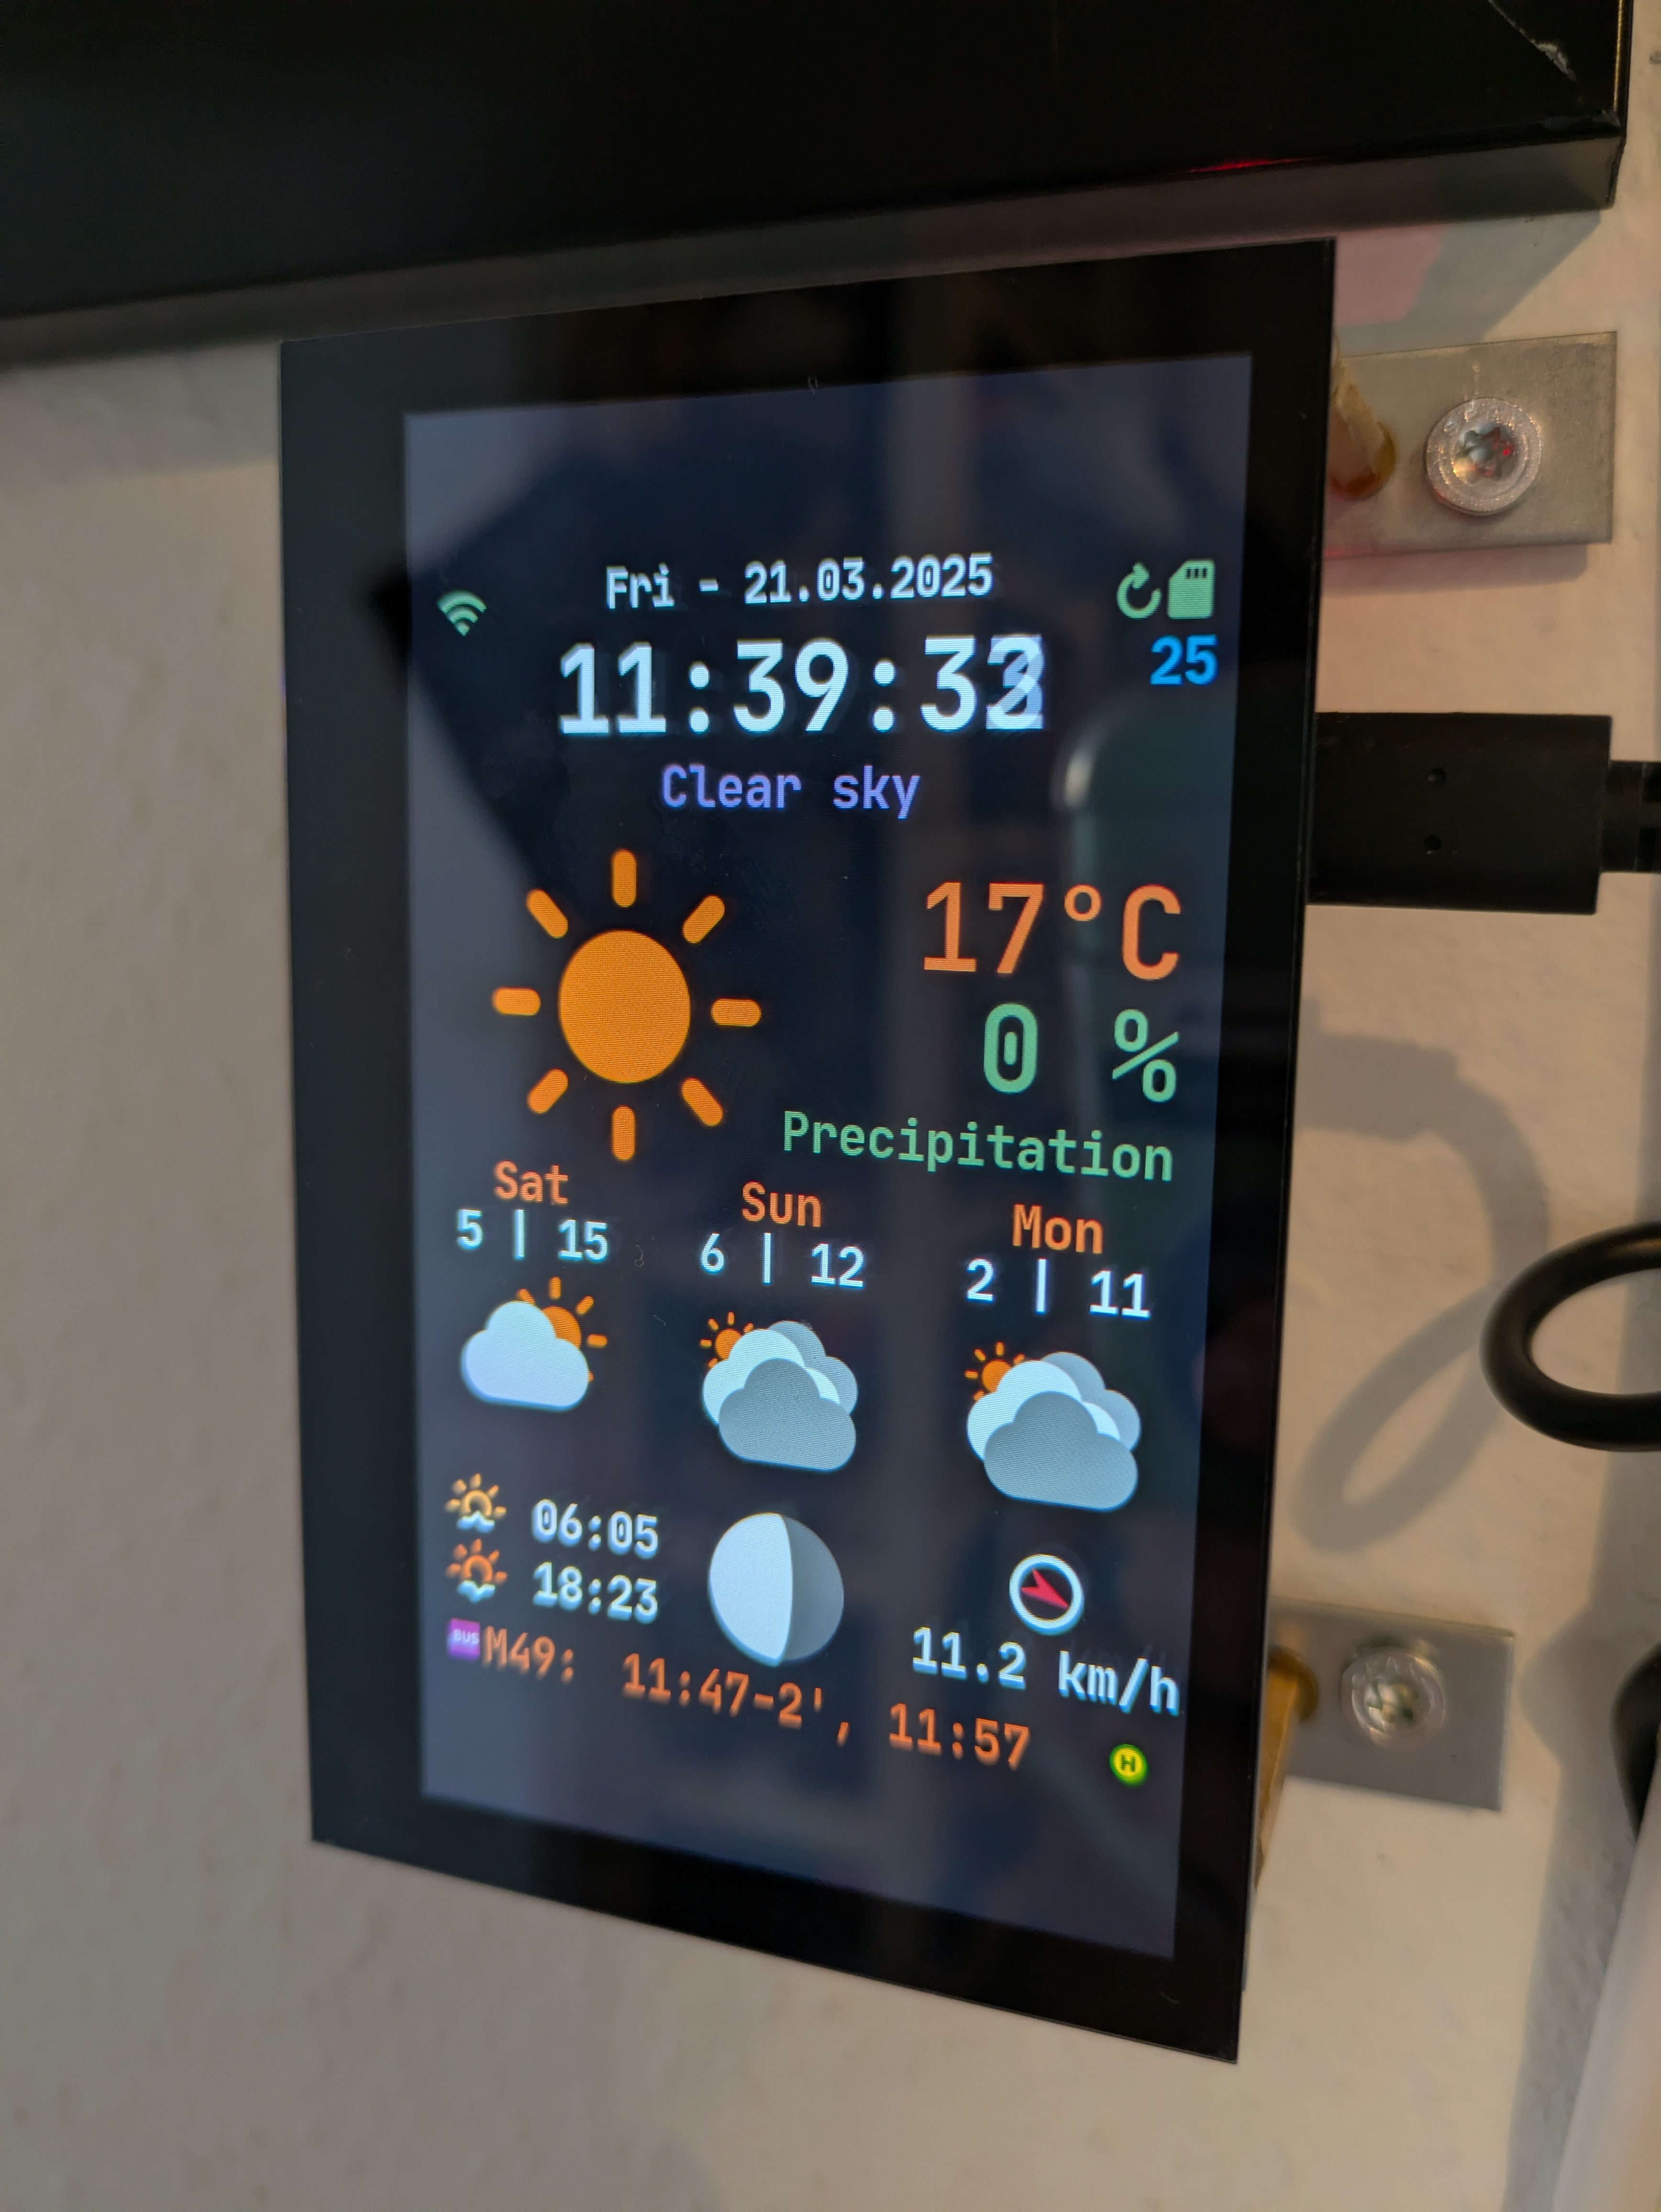 Fri - 21.03.2025
11:39:3
25
Clear sky
17°C
0 %
Precipitation
Sat Sun Mon
5 | 15 6 | 12 2 | 11
06:05
18:23
11.2 km/h
BUS M49: 11:47-2', 11:57
H